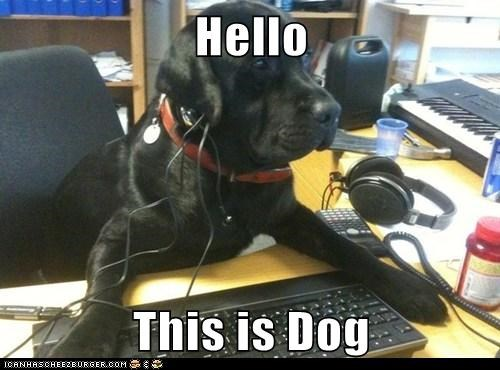 Hello
This is Dog
ICANHASCHEEZBURGER.COM